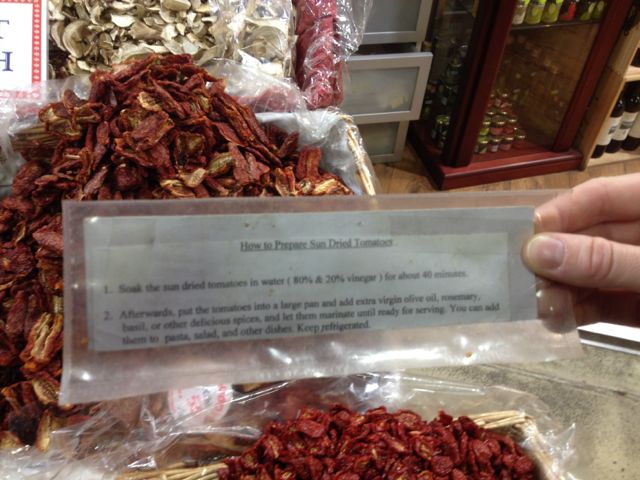 T
H
How to Prepare Sun Dried Tomatoes
1. Soak the sun dried tomatoes in water ( 80% & 20% vinegar ) for about 40 minutes.
2. Afterwards, put the tomatoes into a large pan and add extra virgin olive oil, rosemary,
basil, or other delicious spices, and let them marinate until ready for serving. You can add
them to pasta, salad, and other dishes. Keep refrigerated.